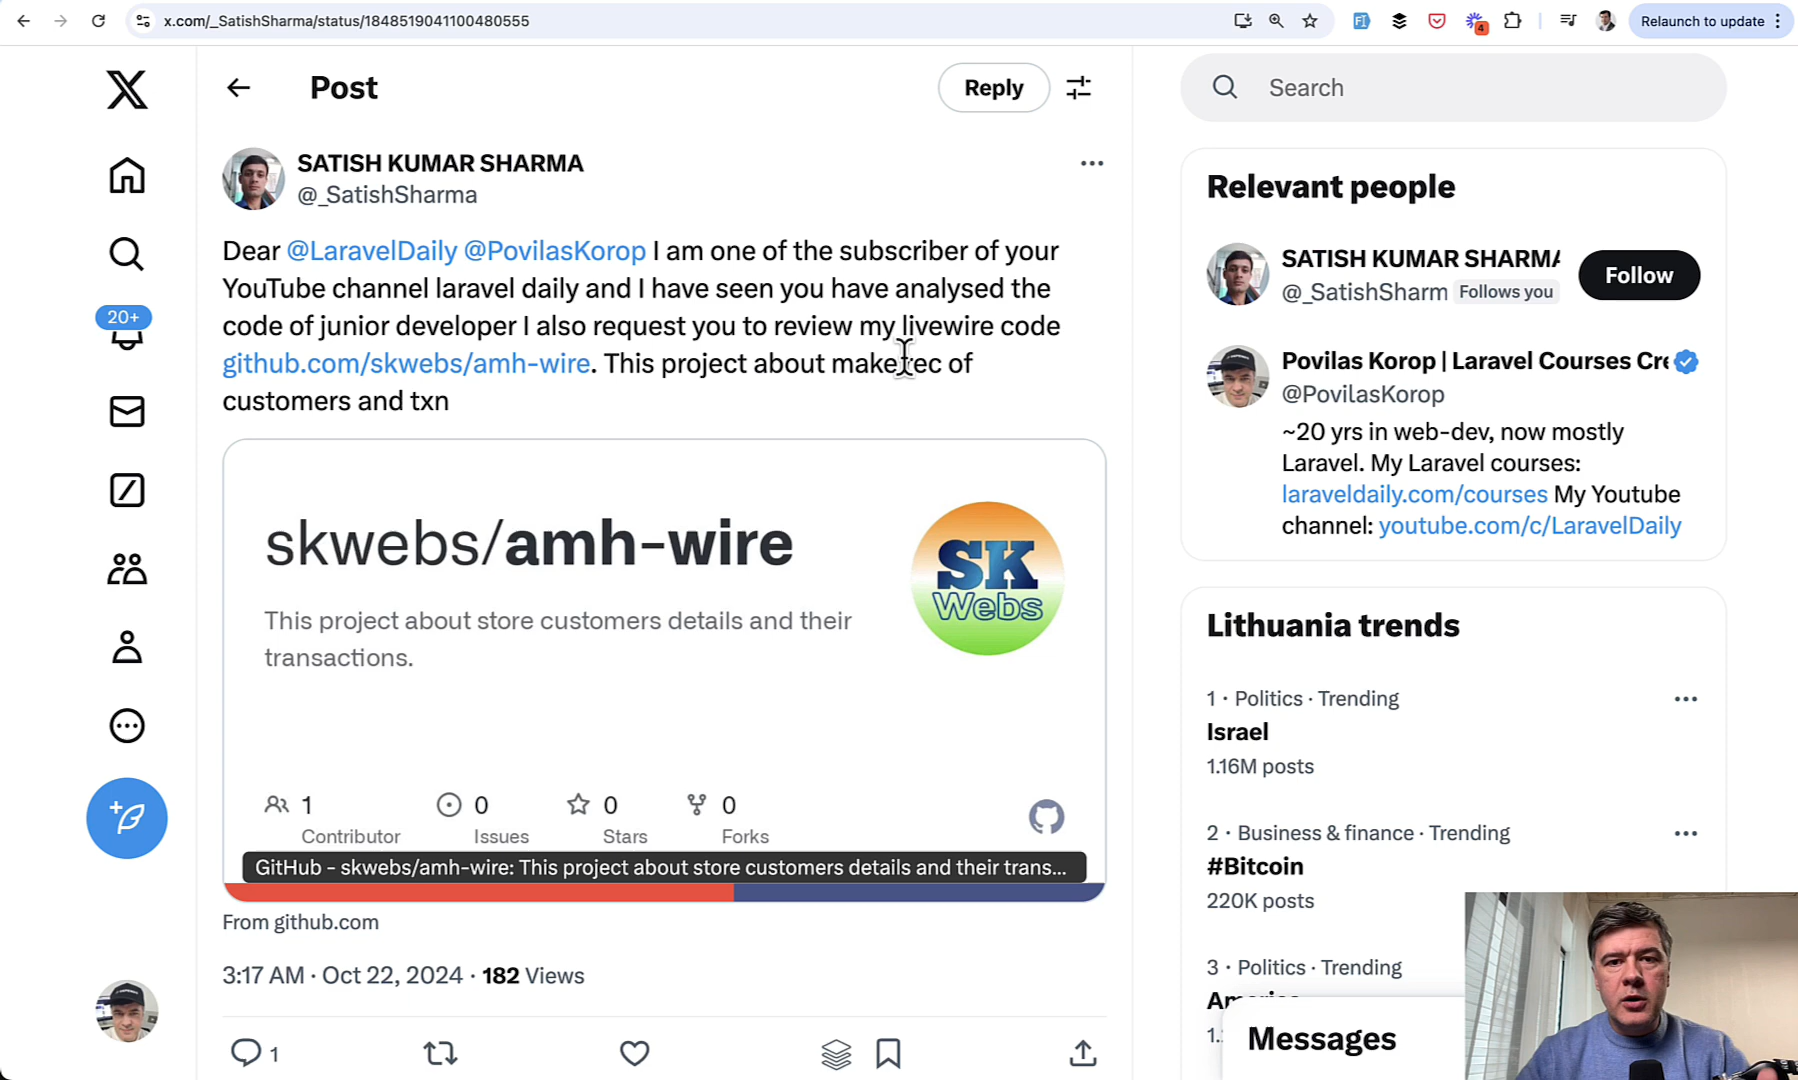 x.com/_SatishSharma/status/1848519041100480555
4
Relaunch to update
Post
Reply
Search
SATISH KUMAR SHARMA
@_SatishSharma
Dear @LaravelDaily @PovilasKorop I am one of the subscriber of your
YouTube channel laravel daily and I have seen you have analysed the
code of junior developer I also request you to review my livewire code
github.com/skwebs/amh-wire. This project about make rec of
customers and txn
20+
skwebs/amh-wire
This project about store customers details and their
transactions.
SK
Webs
1
Contributor
0
Issues
0
Stars
0
Forks
GitHub - skwebs/amh-wire: This project about store customers details and their trans...
From github.com
3:17 AM · Oct 22, 2024 · 182 Views
1
Relevant people
SATISH KUMAR SHARMA
@_SatishSharm Follows you
Follow
Povilas Korop | Laravel Courses Cre
@PovilasKorop
~20 yrs in web-dev, now mostly
Laravel. My Laravel courses:
laraveldaily.com/courses My Youtube
channel: youtube.com/c/LaravelDaily
Lithuania trends
1 · Politics · Trending
Israel
1.16M posts
2 · Business & finance · Trending
#Bitcoin
220K posts
3 · Politics · Trending
Messages